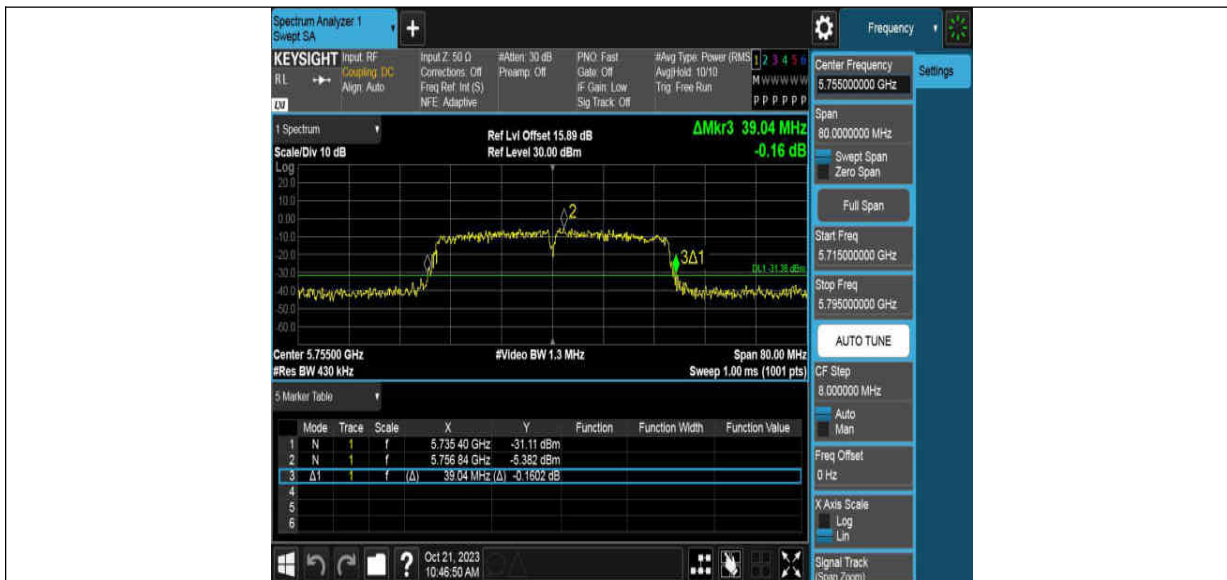 Spectrum Analyzer 1
Swept SA
+
Frequency
KEYSIGHT
RL
LXI
Input: RF
Coupling: DC
Align: Auto
Input Z: 50 Ω
Corrections: Off
Freq Ref: Int (S)
NFE: Adaptive
#Atten: 30 dB
Preamp: Off
PNO: Fast
Gate: Off
IF Gain: Low
Sig Track: Off
#Avg Type: Power (RMS
Avg|Hold: 10/10
Trig: Free Run
1 2 3 4 5 6
M W W W W W
P P P P P P
Center Frequency
5.755000000 GHz
Settings
1 Spectrum
Scale/Div 10 dB
Ref Lvl Offset 15.89 dB
Ref Level 30.00 dBm
ΔMkr3 39.04 MHz
-0.16 dB
Log
20.0
10.0
0.00
-10.0
-20.0
-30.0
-40.0
-50.0
-60.0
1
2
3Δ1
DL1 -31.38 dBm
Center 5.75500 GHz
#Res BW 430 kHz
#Video BW 1.3 MHz
Span 80.00 MHz
Sweep 1.00 ms (1001 pts)
Span
80.0000000 MHz
Swept Span
Zero Span
Full Span
Start Freq
5.715000000 GHz
Stop Freq
5.795000000 GHz
AUTO TUNE
CF Step
8.000000 MHz
Auto
Man
Freq Offset
0 Hz
X Axis Scale
Log
Lin
Signal Track
(Span Zoom)
5 Marker Table
Mode Trace Scale X Y Function Function Width Function Value
1 N 1 f 5.735 40 GHz -31.11 dBm
2 N 1 f 5.756 84 GHz -5.382 dBm
3 Δ1 1 f (Δ) 39.04 MHz (Δ) -0.1602 dB
4
5
6
?
Oct 21, 2023
10:46:50 AM